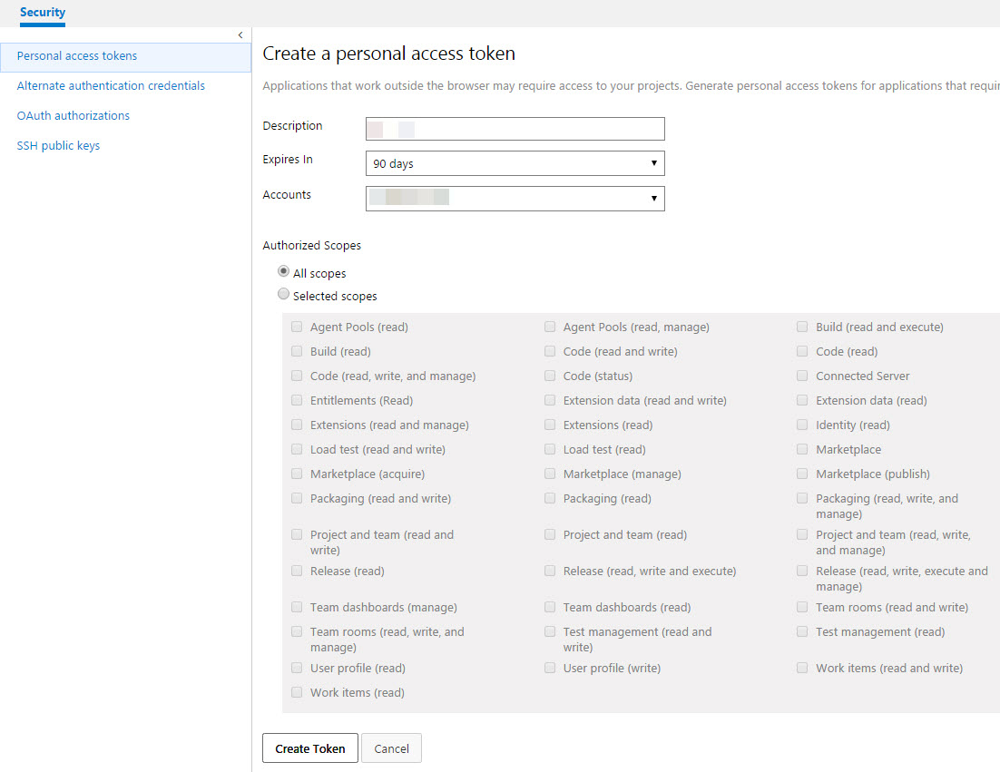 Security
Personal access tokens
Alternate authentication credentials
OAuth authorizations
SSH public keys
Create a personal access token
Applications that work outside the browser may require access to your projects. Generate personal access tokens for applications that requir
Description
Expires In
90 days
Accounts
Authorized Scopes
All scopes
Selected scopes
Agent Pools (read) Agent Pools (read, manage) Build (read and execute)
Build (read) Code (read and write) Code (read)
Code (read, write, and manage) Code (status) Connected Server
Entitlements (Read) Extension data (read and write) Extension data (read)
Extensions (read and manage) Extensions (read) Identity (read)
Load test (read and write) Load test (read) Marketplace
Marketplace (acquire) Marketplace (manage) Marketplace (publish)
Packaging (read and write) Packaging (read) Packaging (read, write, and
manage)
Project and team (read and Project and team (read) Project and team (read, write,
write) and manage)
Release (read) Release (read, write and execute) Release (read, write, execute and
manage)
Team dashboards (manage) Team dashboards (read) Team rooms (read and write)
Team rooms (read, write, and Test management (read and Test management (read)
manage) write)
User profile (read) User profile (write) Work items (read and write)
Work items (read)
Create Token Cancel